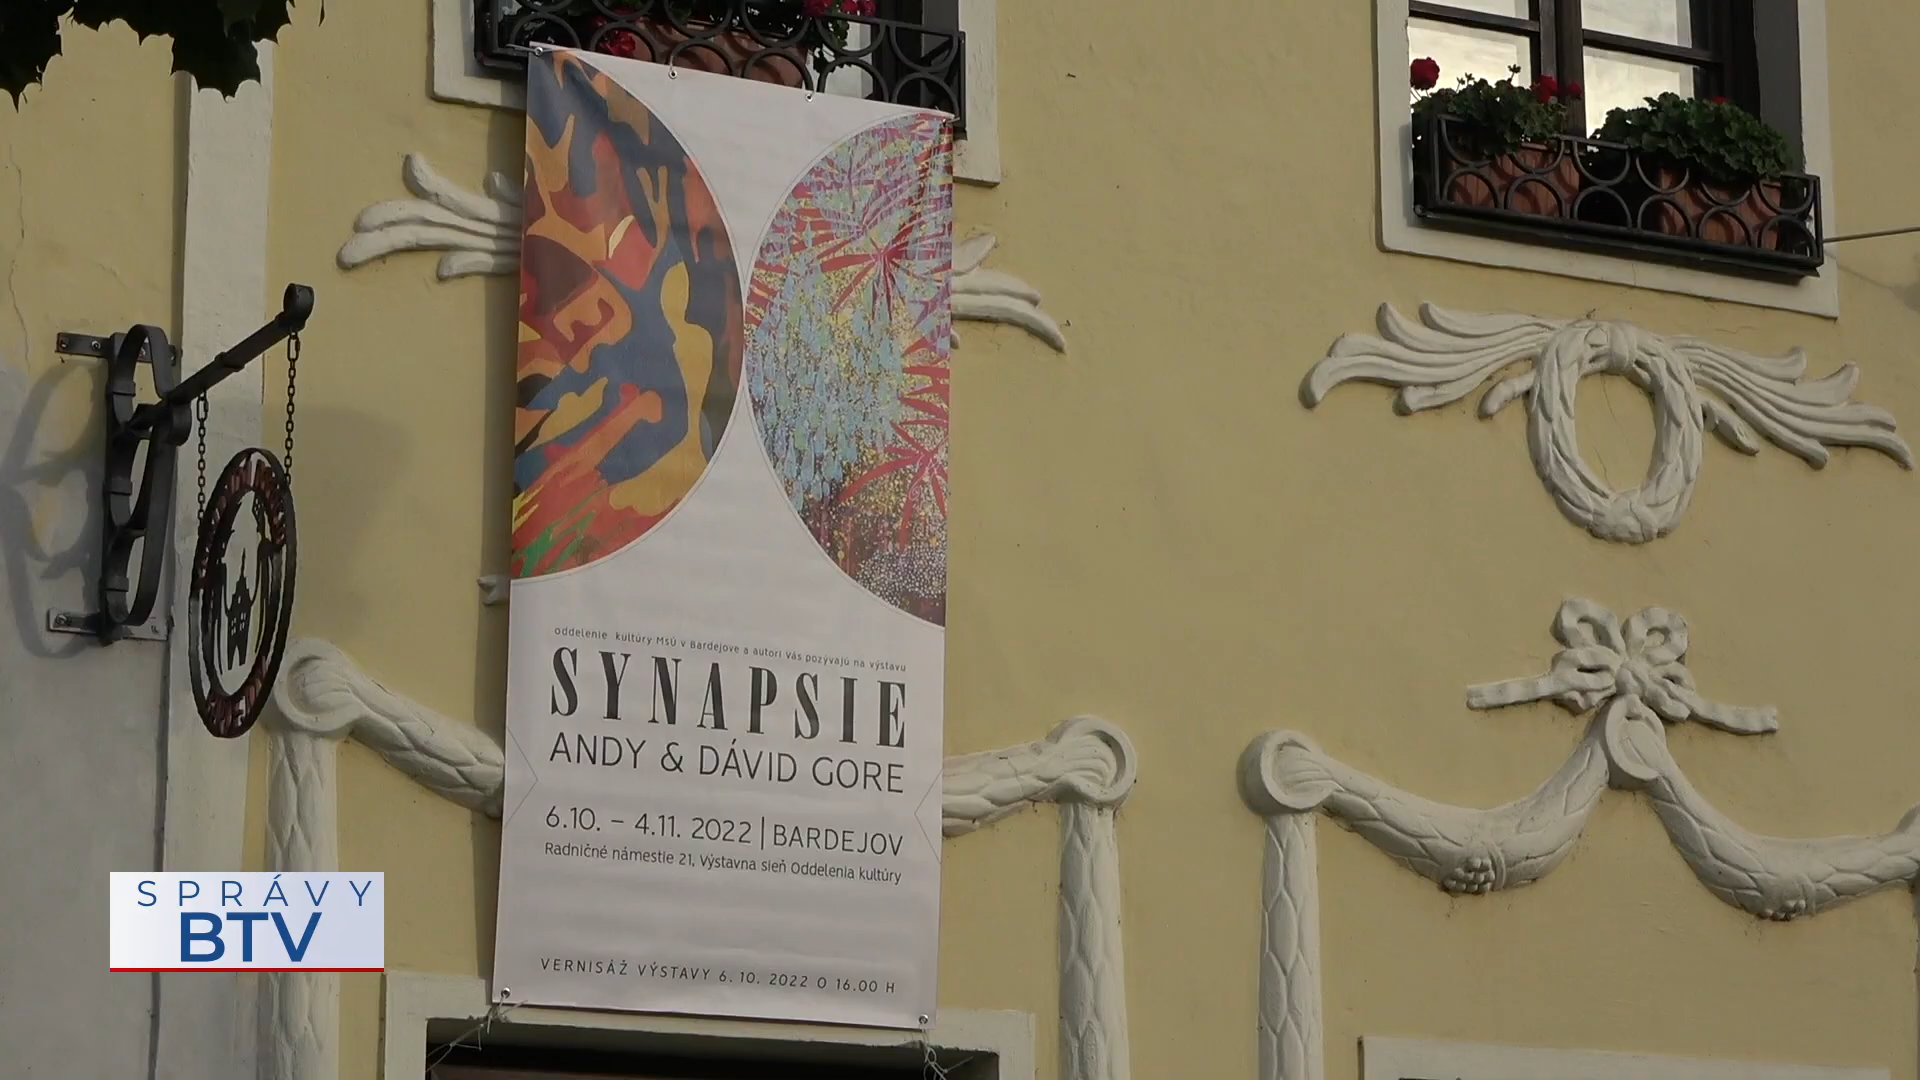 oddelenie kultúry MsÚ v Bardejove a autori Vás pozývajú na výstavu
SYNAPSIE
ANDY & DÁVID GORE
6.10. – 4.11. 2022 | BARDEJOV
Radničné námestie 21, Výstavna sieň Oddelenia kultúry
VERNISÁŽ VÝSTAVY 6. 10. 2022 O 16.00 H
SPRÁVY
BTV